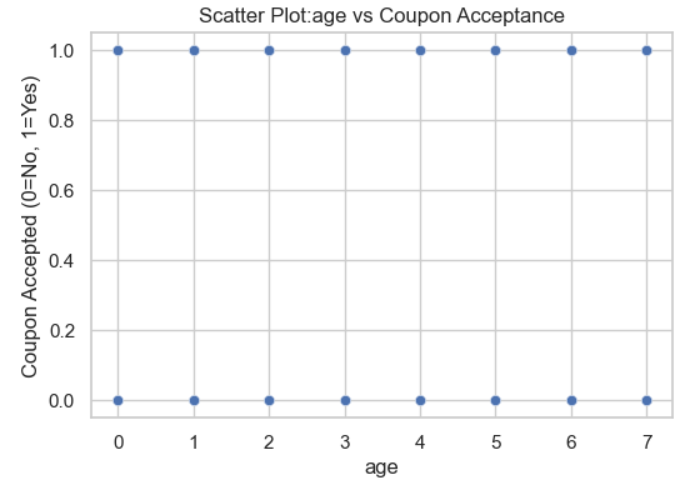 Scatter Plot:age vs Coupon Acceptance
Coupon Accepted (0=No, 1=Yes)
1.0
0.8
0.6
0.4
0.2
0.0
0 1 2 3 4 5 6 7
age